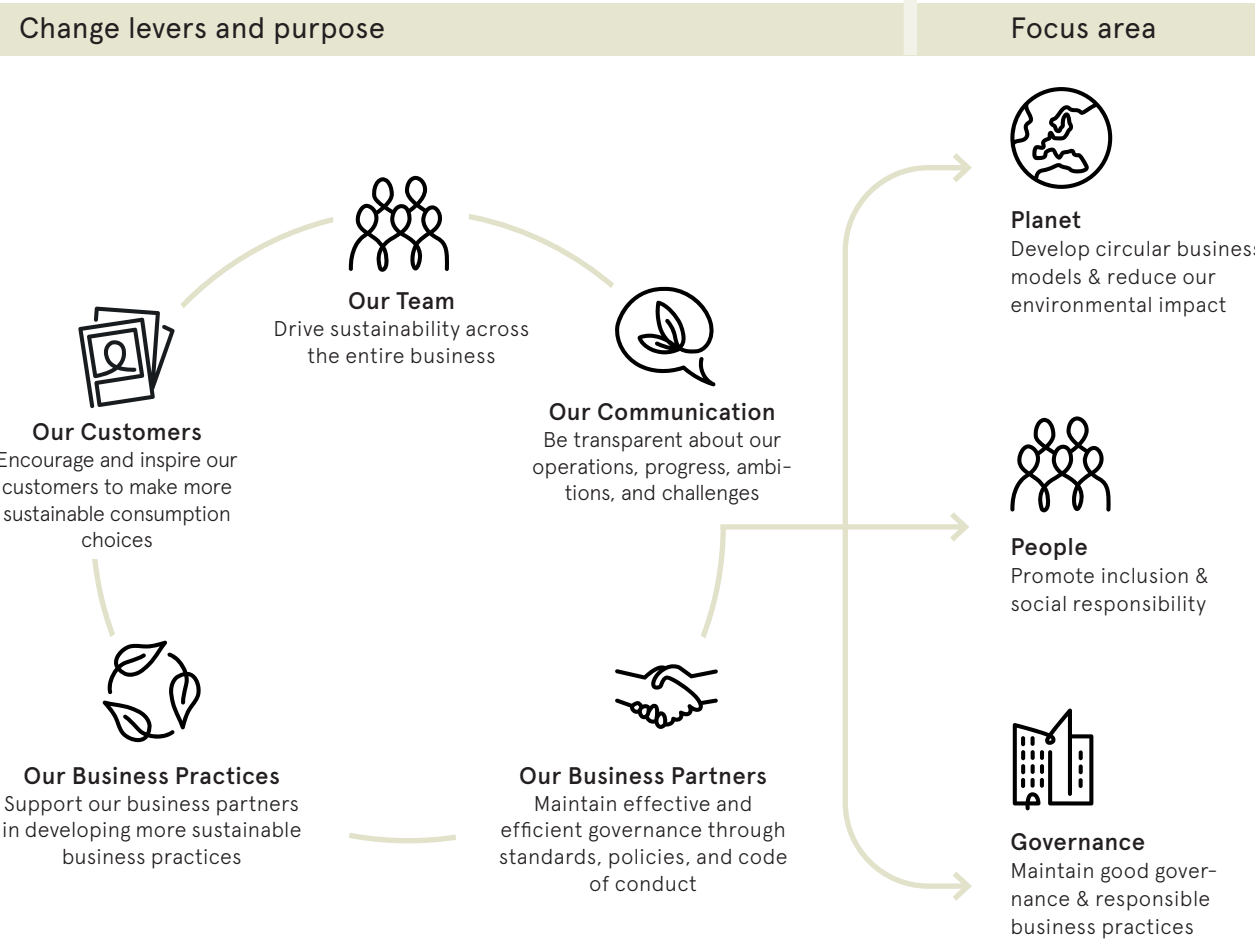 Change levers and purpose
Focus area
Our Team
Drive sustainability across
the entire business
Our Communication
Be transparent about our
operations, progress, ambi-
tions, and challenges
Our Customers
Encourage and inspire our
customers to make more
sustainable consumption
choices
Our Business Practices
Support our business partners
in developing more sustainable
business practices
Our Business Partners
Maintain effective and
efficient governance through
standards, policies, and code
of conduct
Planet
Develop circular business
models & reduce our
environmental impact
People
Promote inclusion &
social responsibility
Governance
Maintain good gover-
nance & responsible
business practices